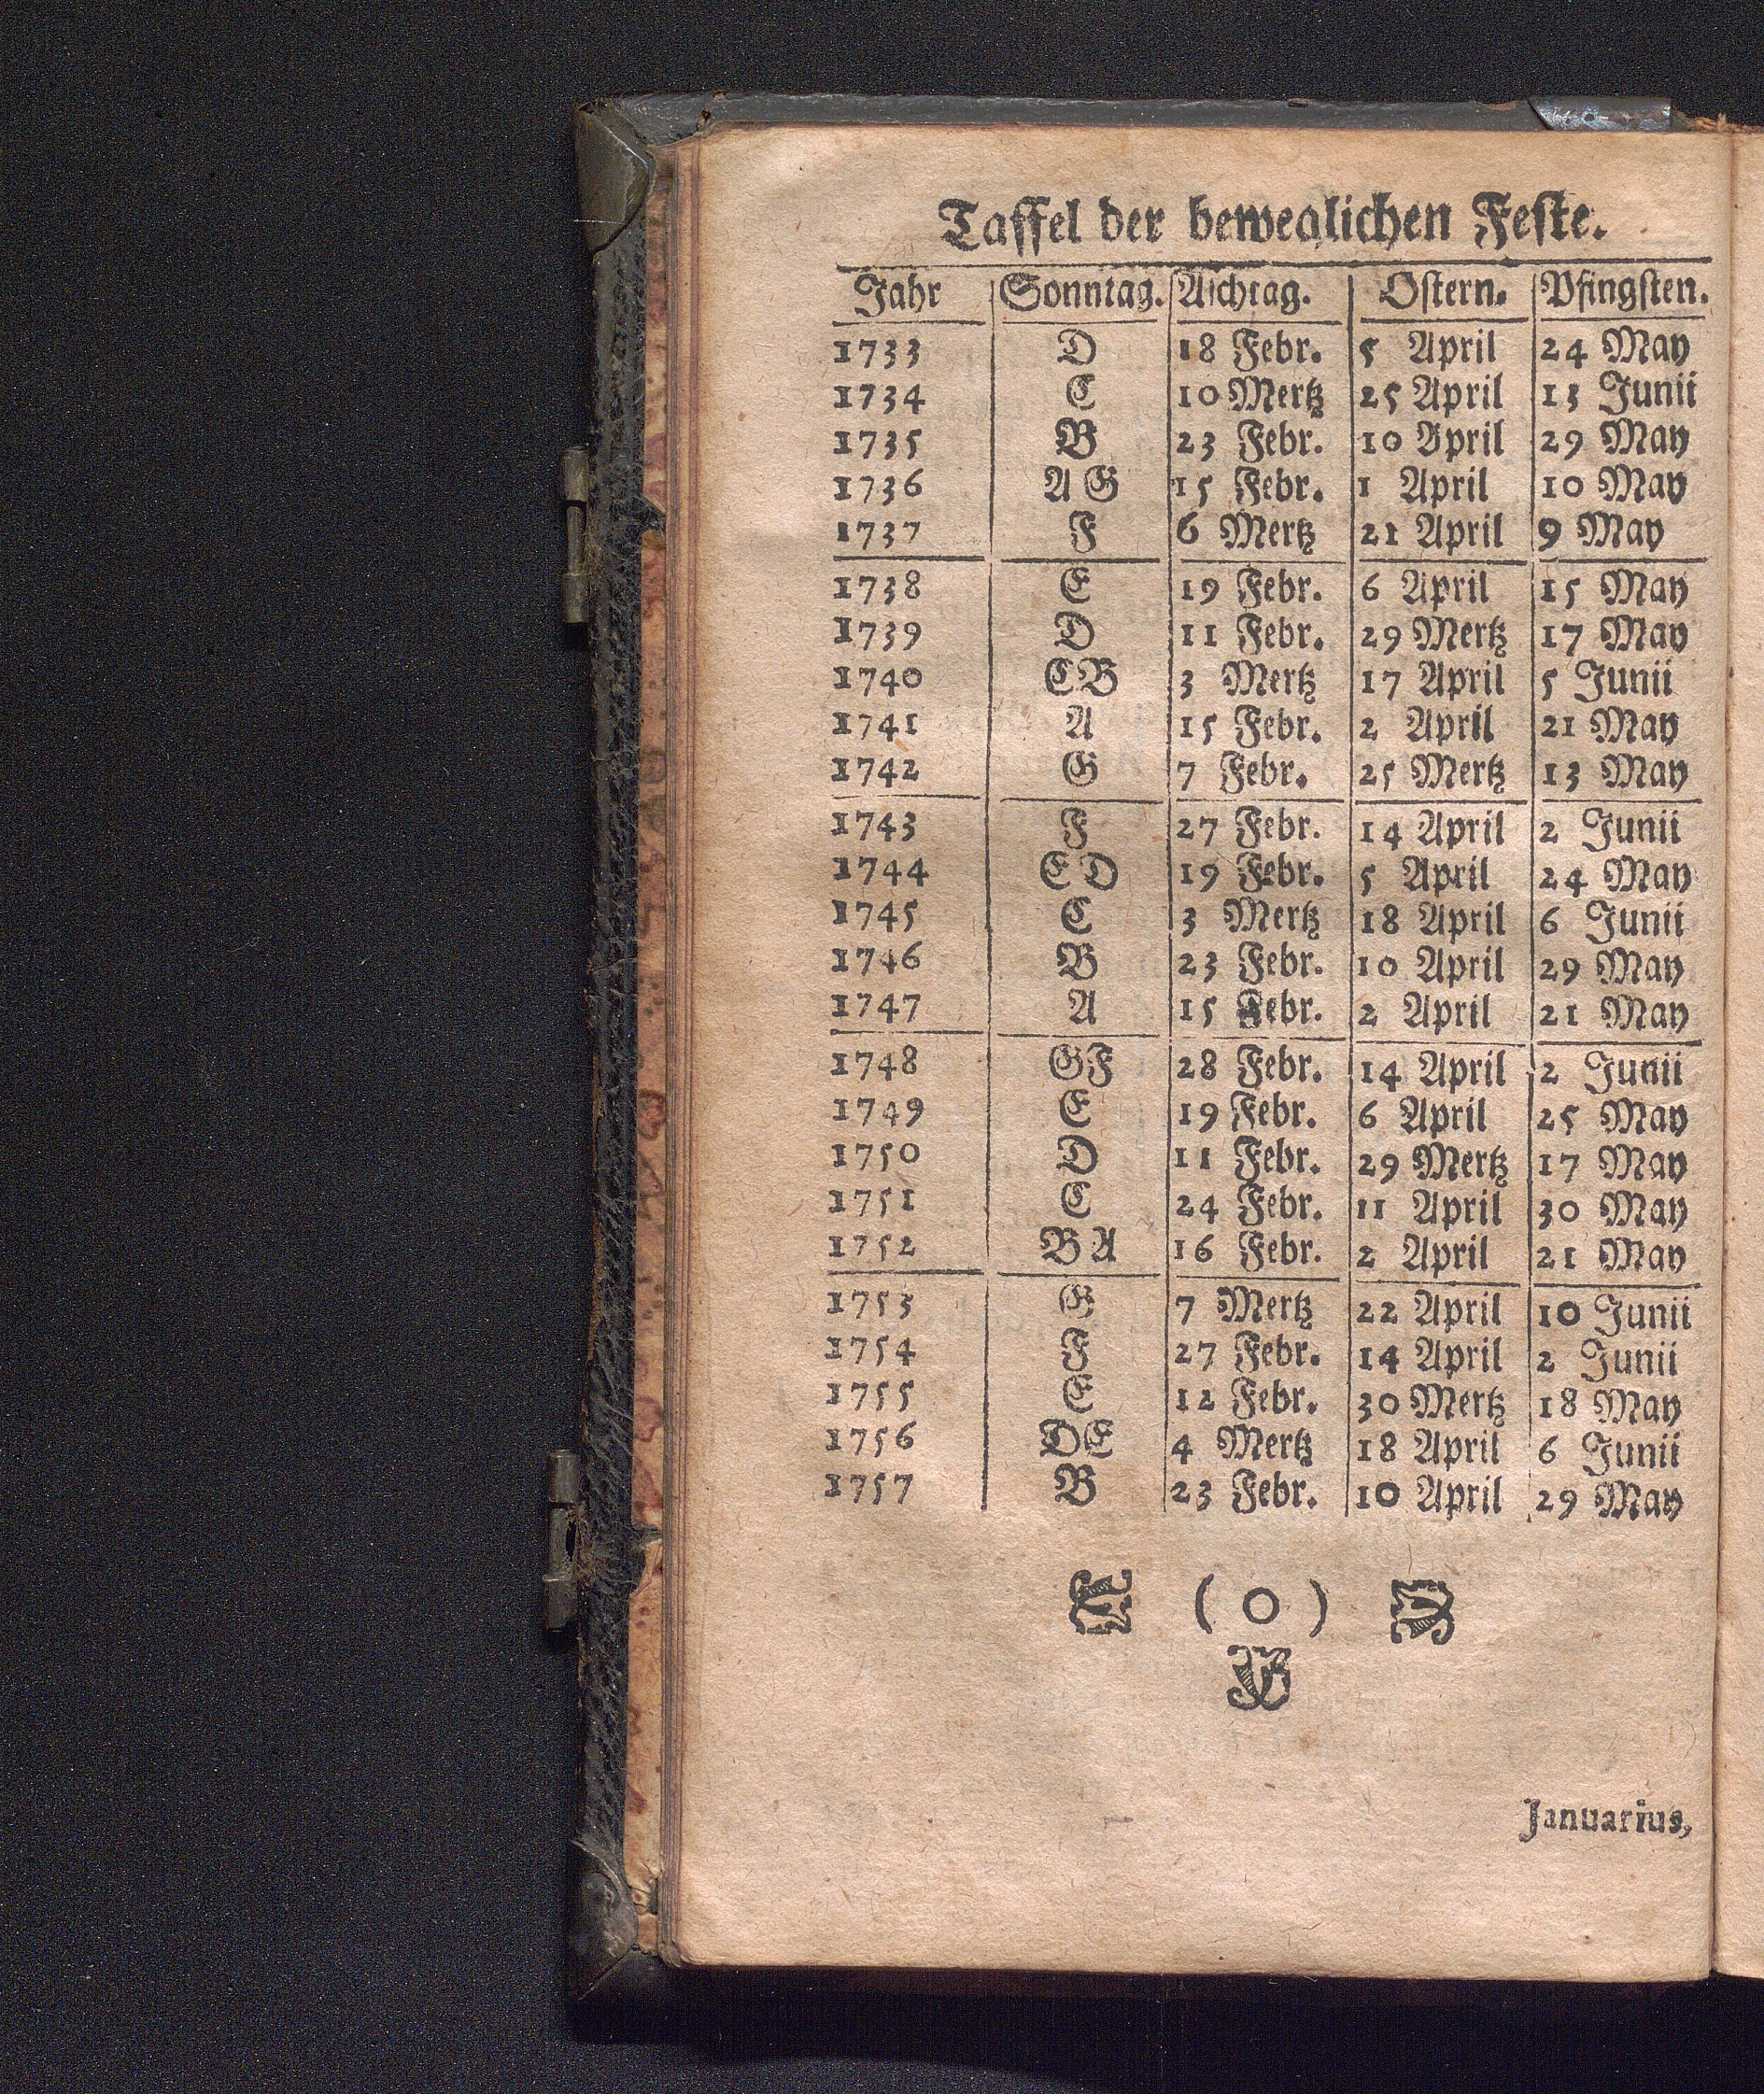 Taffel der beweglichen Feste.
Jahr Sonntag. Aschtag. Ostern. Pfingsten.
1733 D 18 Febr. 5 April 24 May
1734 C 10 Mertz 25 April 13 Junii
1735 B 23 Febr. 10 April 29 May
1736 A G 15 Febr. 1 April 10 May
1737 F 6 Mertz 21 April 9 May
1738 E 19 Febr. 6 April 15 May
1739 D 11 Febr. 29 Mertz 17 May
1740 CB 3 Mertz 17 April 5 Junii
1741 A 15 Febr. 2 April 21 May
1742 G 7 Febr. 25 Mertz 13 May
1743 F 27 Febr. 14 April 2 Junii
1744 E D 19 Febr. 5 April 24 May
1745 C 3 Mertz 18 April 6 Junii
1746 B 23 Febr. 10 April 29 May
1747 A 15 Febr. 2 April 21 May
1748 GF 28 Febr. 14 April 2 Junii
1749 E 19 Febr. 6 April 25 May
1750 D 11 Febr. 29 Mertz 17 May
1751 C 24 Febr. 11 April 30 May
1752 B A 16 Febr. 2 April 21 May
1753 G 7 Mertz 22 April 10 Junii
1754 F 27 Febr. 14 April 2 Junii
1755 E 12 Febr. 30 Mertz 18 May
1756 DE 4 Mertz 18 April 6 Junii
1757 B 23 Febr. 10 April 29 May
( o )
Januarius,